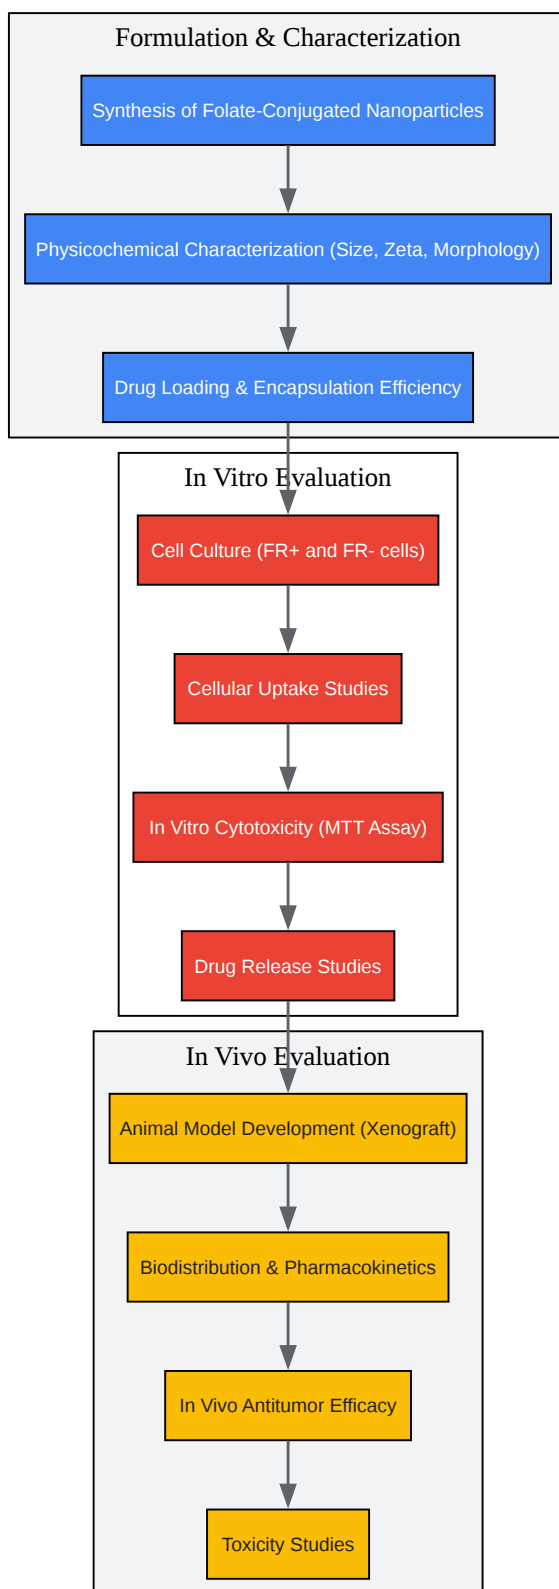 Formulation & Characterization
Synthesis of Folate-Conjugated Nanoparticles
Physicochemical Characterization (Size, Zeta, Morphology)
Drug Loading & Encapsulation Efficiency
In Vitro Evaluation
Cell Culture (FR+ and FR- cells)
Cellular Uptake Studies
In Vitro Cytotoxicity (MTT Assay)
Drug Release Studies
In Vivo Evaluation
Animal Model Development (Xenograft)
Biodistribution & Pharmacokinetics
In Vivo Antitumor Efficacy
Toxicity Studies